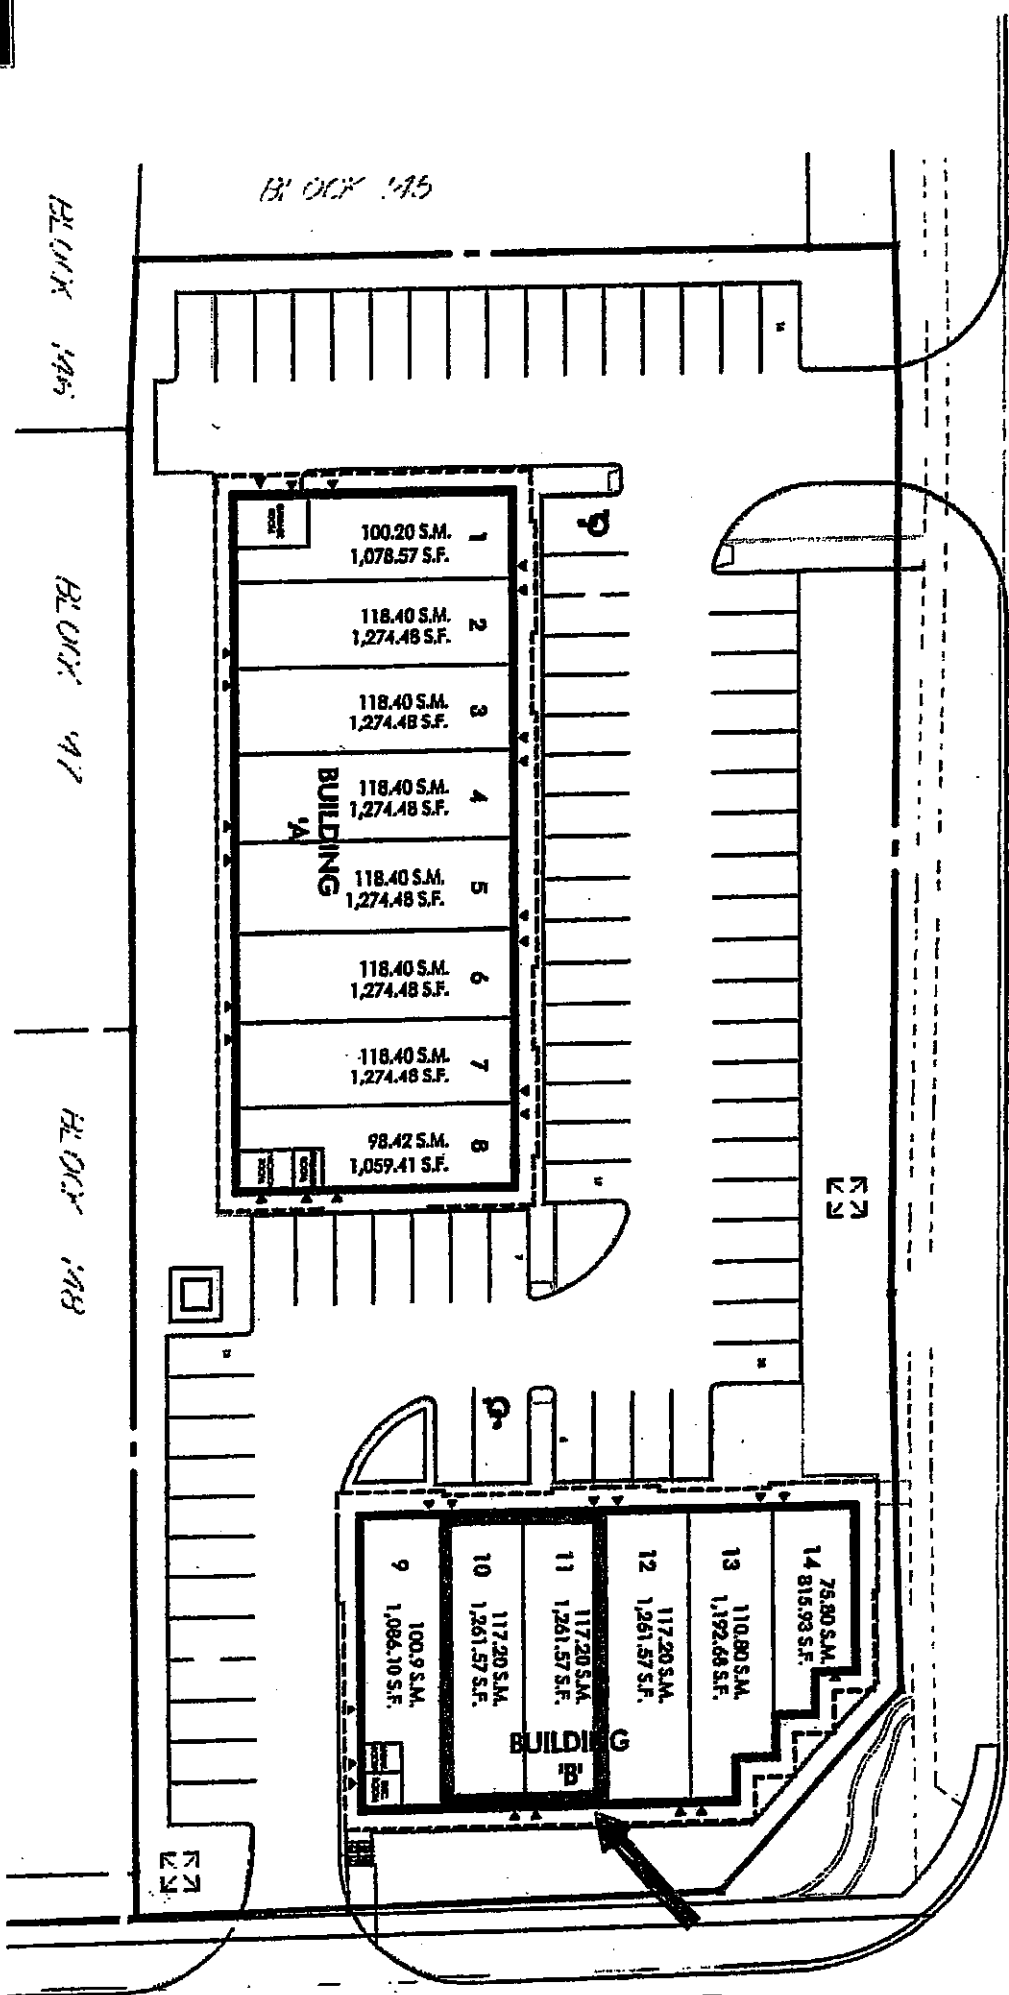 BLOCK 145
BLOCK 146
BLOCK 147
BLOCK 148
1
100.20 S.M.
1,078.57 S.F.
2
118.40 S.M.
1,274.48 S.F.
3
118.40 S.M.
1,274.48 S.F.
4
118.40 S.M.
1,274.48 S.F.
BUILDING
'A'
5
118.40 S.M.
1,274.48 S.F.
6
118.40 S.M.
1,274.48 S.F.
7
118.40 S.M.
1,274.48 S.F.
8
98.42 S.M.
1,059.41 S.F.
9
100.9 S.M.
1,086.10 S.F.
10
117.20 S.M.
1,261.57 S.F.
11
117.20 S.M.
1,261.57 S.F.
12
117.20 S.M.
1,261.57 S.F.
13
110.80 S.M.
1,192.68 S.F.
14
75.80 S.M.
815.93 S.F.
BUILDING
'B'